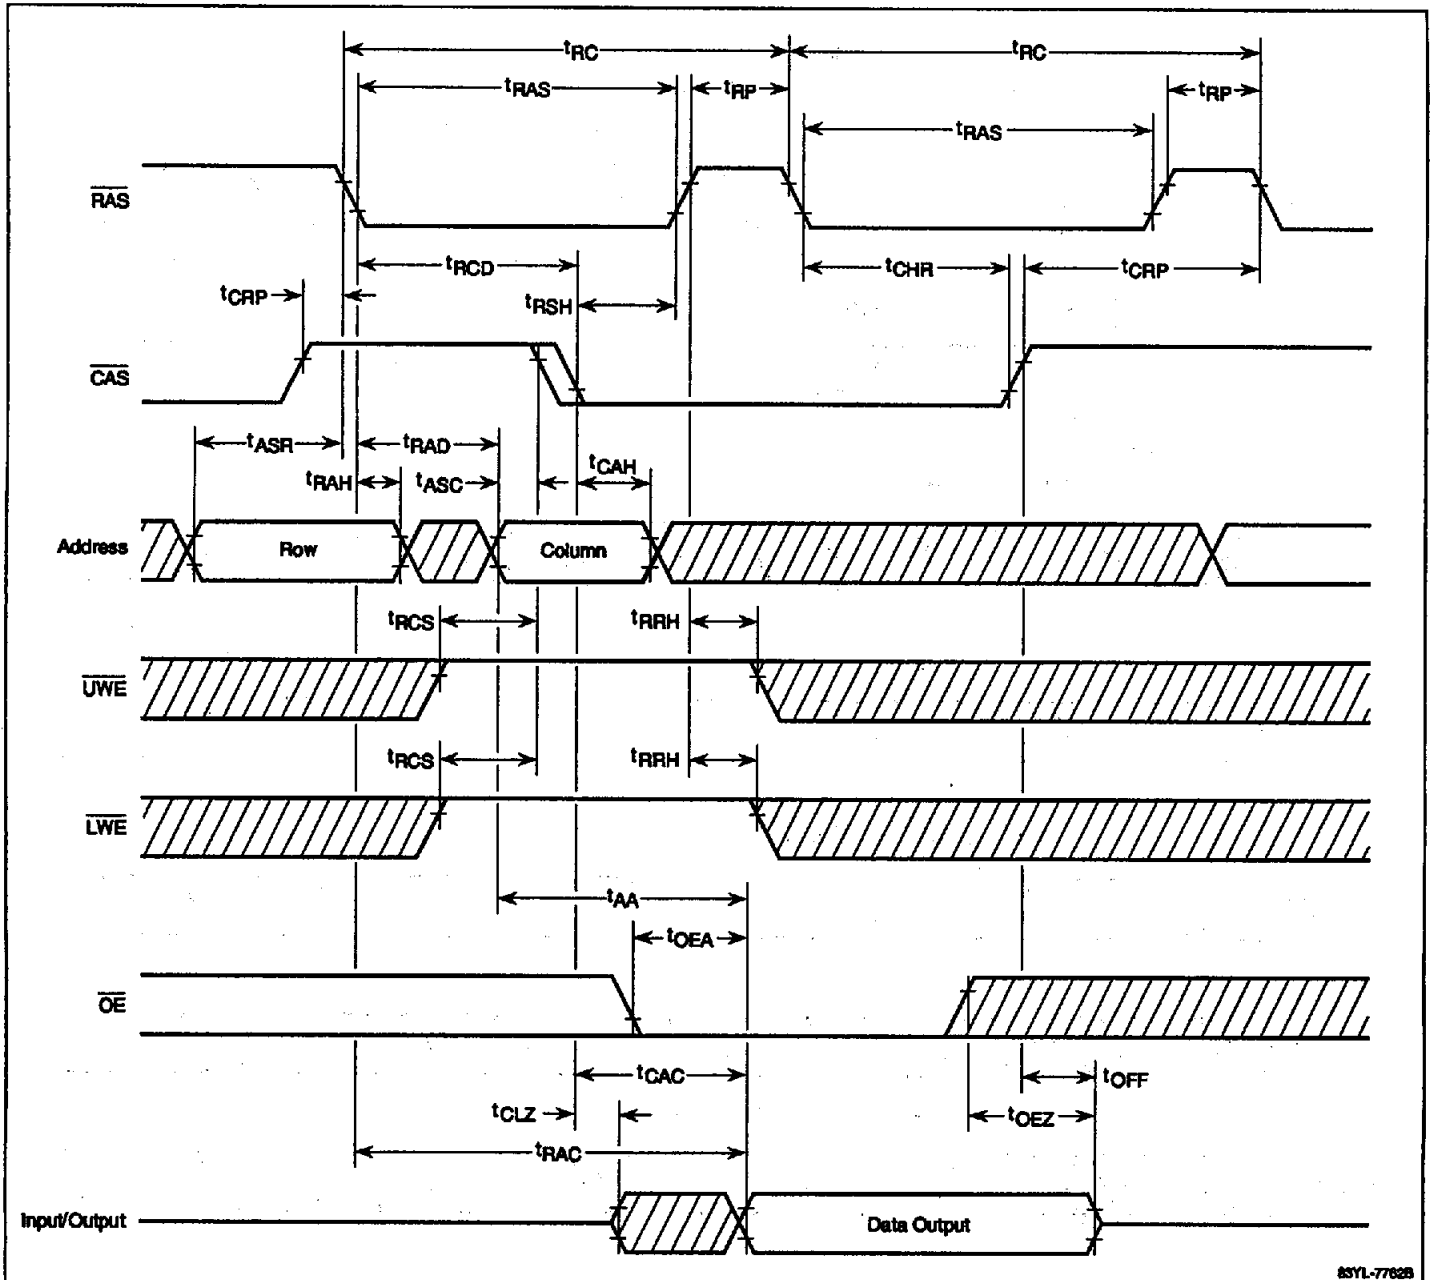 tRC tRC
tRAS tRP tRP
tRAS
RAS
tRCD tCHR tCRP
tCRP tRSH
CAS
tASR tRAD
tRAH tASC tCAH
Address Row Column
tRCS tRRH
UWE
tRCS tRRH
LWE
tAA
tOEA
OE
tCAC tOFF
tCLZ tOEZ
tRAC
Input/Output Data Output
83YL-7762B